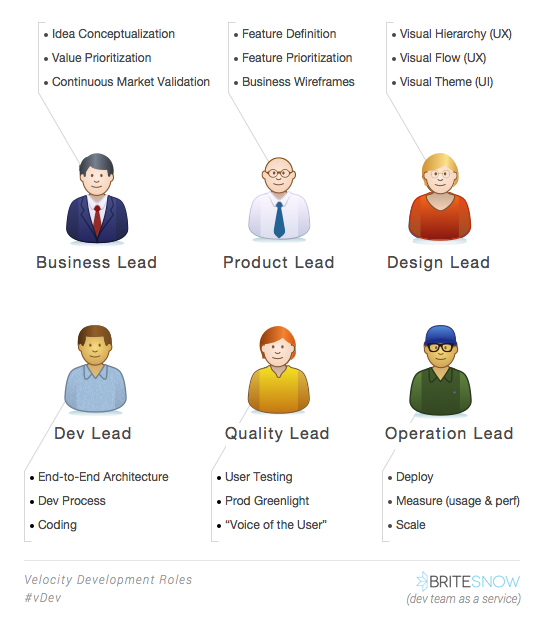 • Idea Conceptualization
• Value Prioritization
• Continuous Market Validation
• Feature Definition
• Feature Prioritization
• Business Wireframes
• Visual Hierarchy (UX)
• Visual Flow (UX)
• Visual Theme (UI)
Business Lead
Product Lead
Design Lead
Dev Lead
Quality Lead
Operation Lead
• End-to-End Architecture
• Dev Process
• Coding
• User Testing
• Prod Greenlight
• “Voice of the User”
• Deploy
• Measure (usage & perf)
• Scale
Velocity Development Roles
#vDev
BRITESNOW
(dev team as a service)